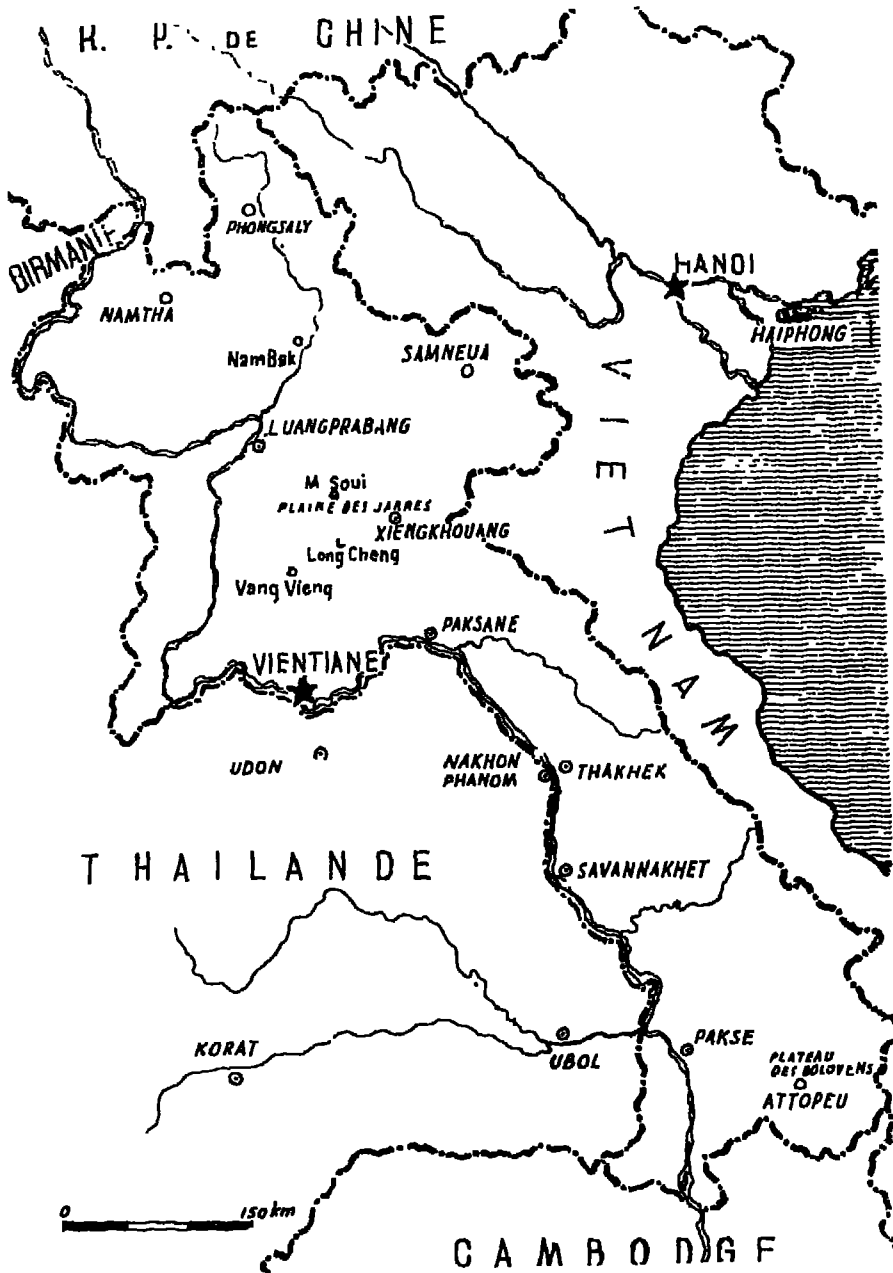 R. P. DE CHINE
BIRMANIE
PHONGSALY
HANOI
NAMTHA
HAIPHONG
NamBak
SAMNEUA
VIET NAM
LUANGPRABANG
M Soui
PLAINE DES JARRES
XIENGKHOUANG
Long Cheng
Vang Vieng
PAKSANE
VIENTIANE
UDON
NAKHON
PHANOM
THAKHEK
THAILANDE
SAVANNAKHET
KORAT
UBOL
PAKSE
PLATEAU
DES BOLOVENS
ATTOPEU
0 150 km
CAMBODGE